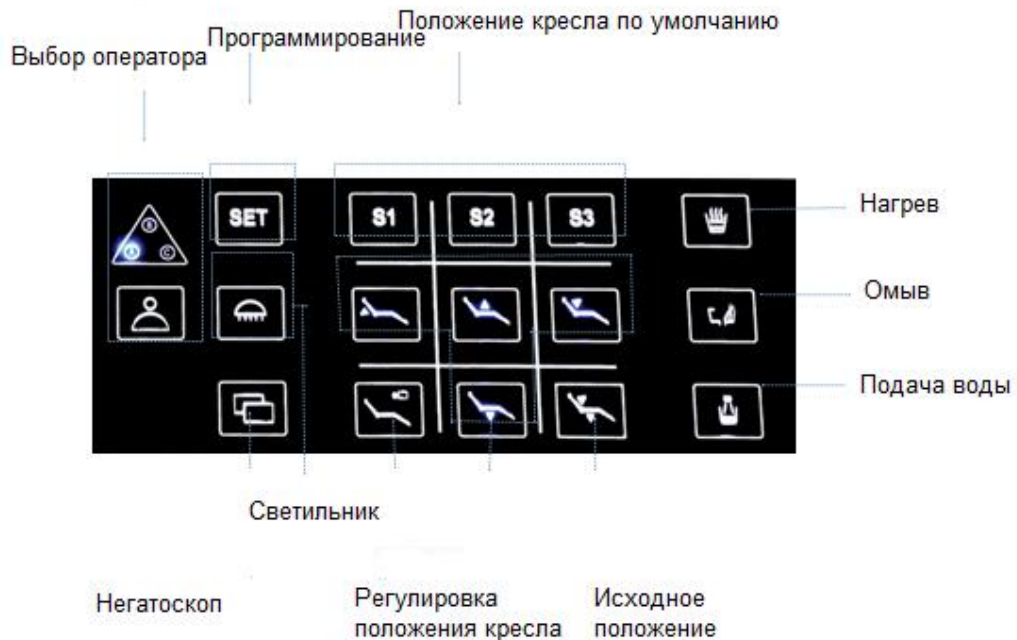 Положение кресла по умолчанию
Программирование
Выбор оператора
B
A C
SET
S1
S2
S3
Нагрев
Омыв
Подача воды
Светильник
Негатоскоп
Регулировка
положения кресла
Исходное
положение